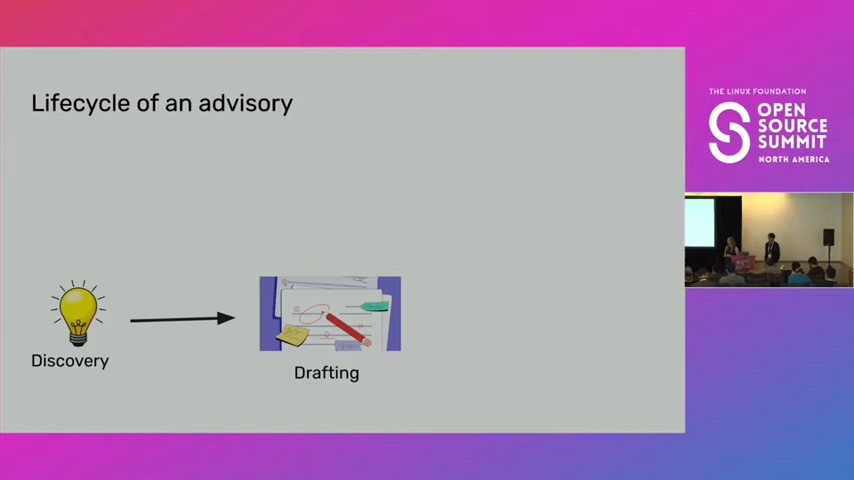 Lifecycle of an advisory
Discovery
Drafting
THE LINUX FOUNDATION
OPEN
SOURCE
SUMMIT
NORTH AMERICA